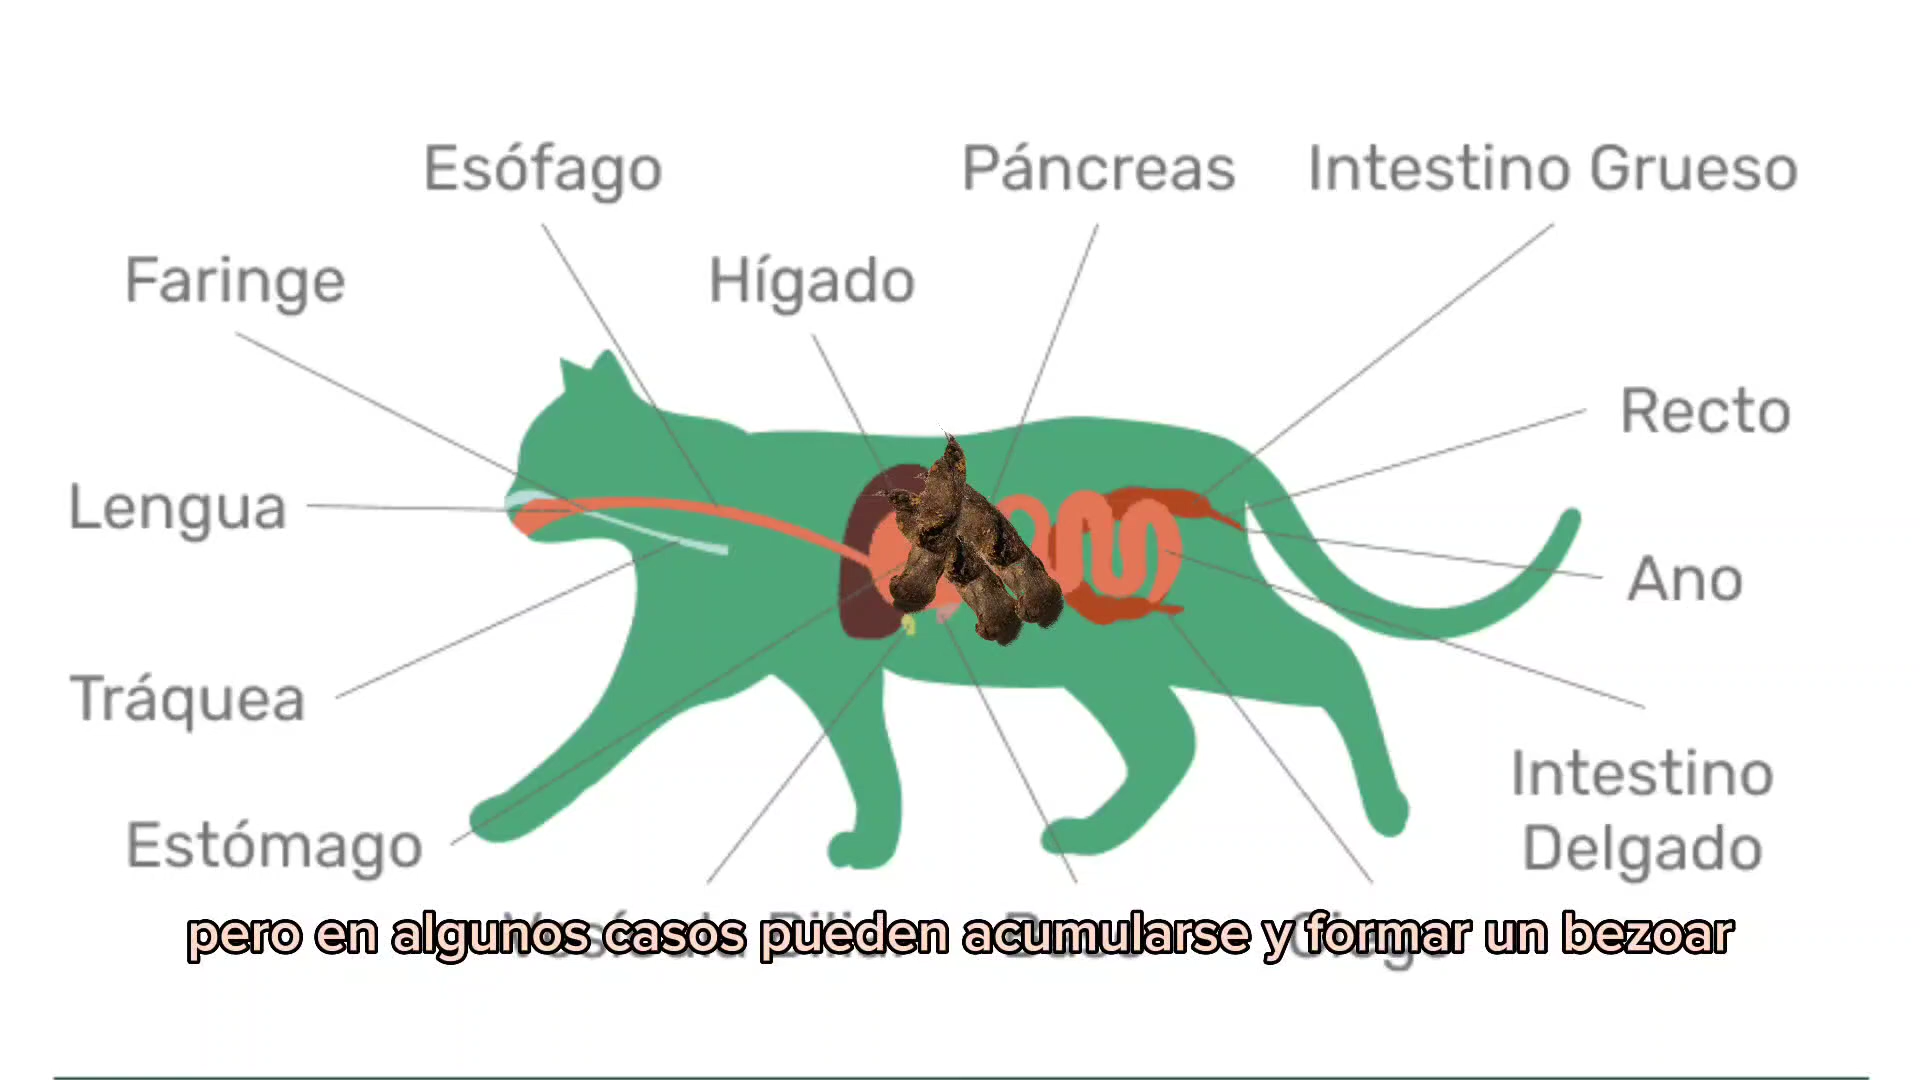 Esófago
Páncreas
Intestino Grueso
Faringe
Hígado
Recto
Lengua
Ano
Tráquea
Intestino
Delgado
Estómago
pero en algunos casos pueden acumularse y formar un bezoar